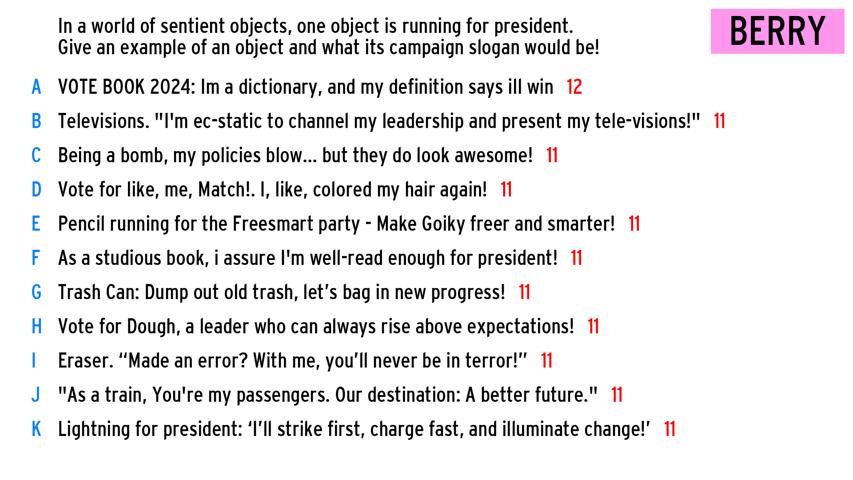 In a world of sentient objects, one object is running for president.
Give an example of an object and what its campaign slogan would be!
BERRY
A VOTE BOOK 2024: Im a dictionary, and my definition says ill win 12
B Televisions. "I'm ec-static to channel my leadership and present my tele-visions!" 11
C Being a bomb, my policies blow... but they do look awesome! 11
D Vote for like, me, Match!. I, like, colored my hair again! 11
E Pencil running for the Freesmart party - Make Goiky freer and smarter! 11
F As a studious book, i assure I'm well-read enough for president! 11
G Trash Can: Dump out old trash, let’s bag in new progress! 11
H Vote for Dough, a leader who can always rise above expectations! 11
I Eraser. “Made an error? With me, you’ll never be in terror!” 11
J "As a train, You're my passengers. Our destination: A better future." 11
K Lightning for president: ‘I’ll strike first, charge fast, and illuminate change!’ 11